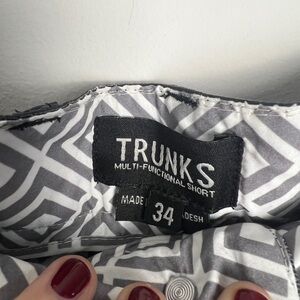 TRUNKS
MULTI-FUNCTIONAL SHORT
MADE
34
DESH